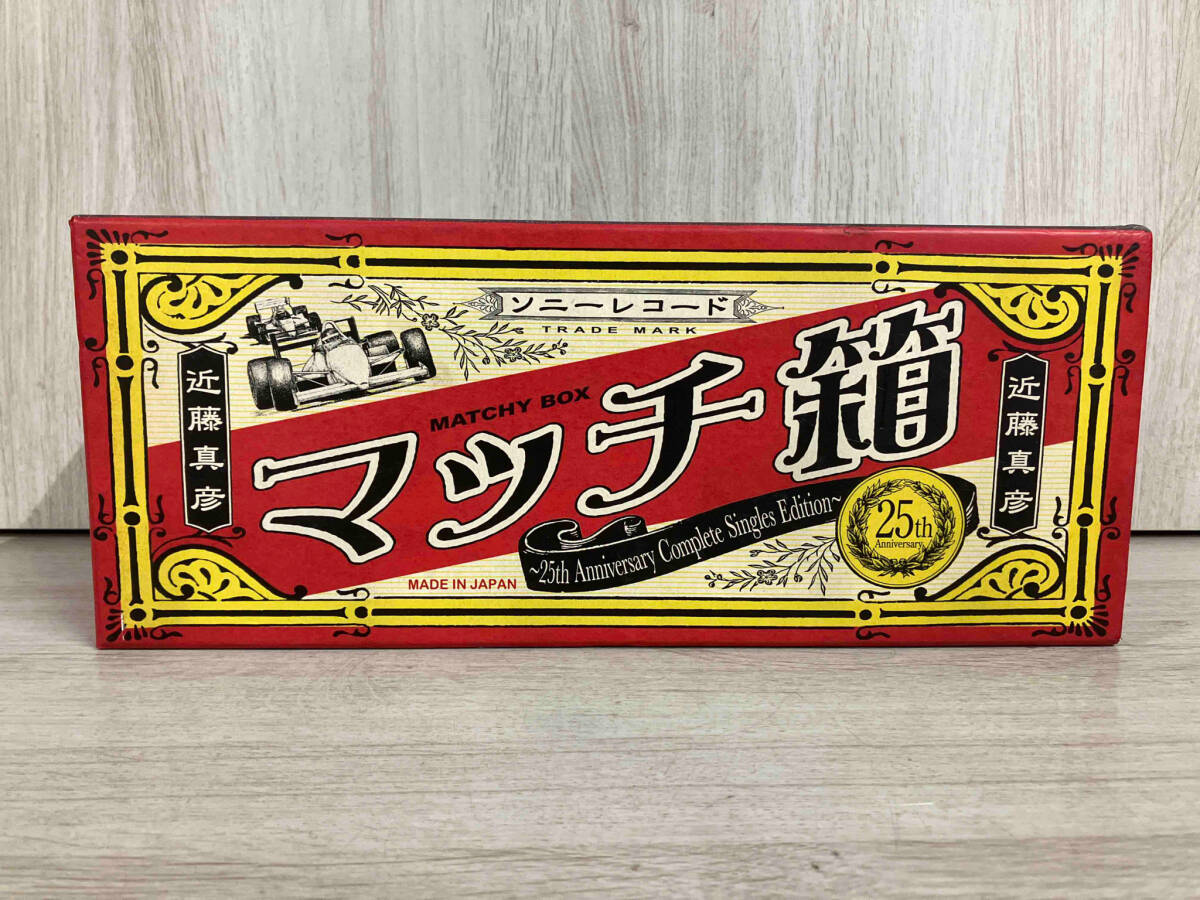 ソニーレコード
TRADE MARK
近藤真彦
MATCHY BOX
マッチ箱
近藤真彦
~25th Anniversary Complete Singles Edition~
25th
Anniversary
MADE IN JAPAN